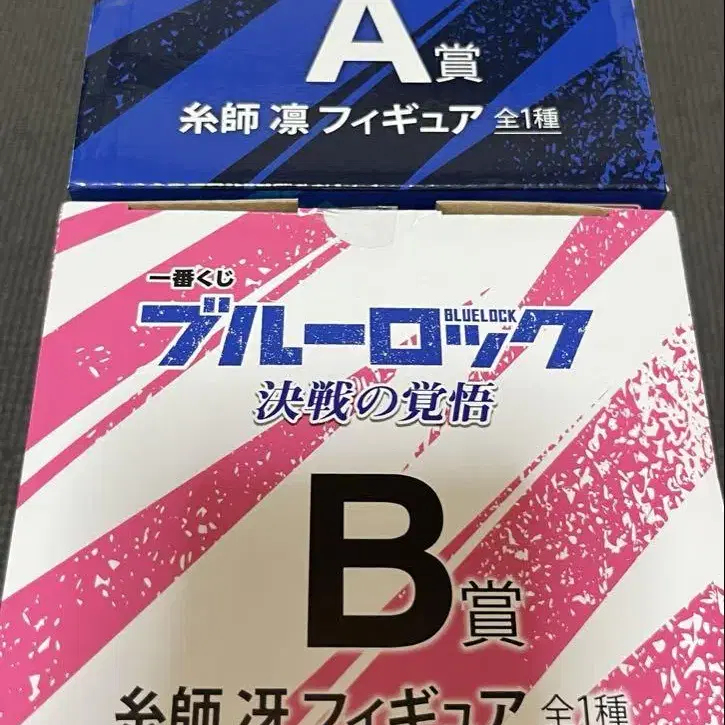 A賞
糸師 凛 フィギュア 全1種
一番くじ
ブルーロック
BLUELOCK
決戦の覚悟
B賞
糸師 冴 フィギュア 全1種